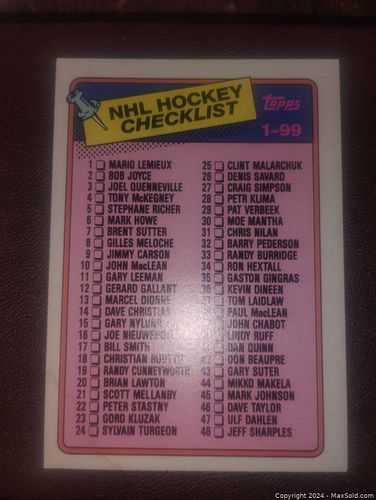 NHL HOCKEY
CHECKLIST
Topps
1-99
1 MARIO LEMIEUX
2 BOB JOYCE
3 JOEL QUENNEVILLE
4 TONY McKEGNEY
5 STEPHANE RICHER
6 MARK HOWE
7 BRENT SUTTER
8 GILLES MELOCHE
9 JIMMY CARSON
10 JOHN MacLEAN
11 GARY LEEMAN
12 GERARD GALLANT
13 MARCEL DIONNE
14 DAVE CHRISTIAN
15 GARY NYLUND
16 JOE NIEUWENDYK
17 BILL SMITH
18 CHRISTIAN RUUTTU
19 RANDY CUNNEYWORTH
20 BRIAN LAWTON
21 SCOTT MELLANBY
22 PETER STASTNY
23 GORD KLUZAK
24 SYLVAIN TURGEON
25 CLINT MALARCHUK
26 DENIS SAVARD
27 CRAIG SIMPSON
28 PETR KLIMA
29 PAT VERBEEK
30 MOE MANTHA
31 CHRIS NILAN
32 BARRY PEDERSON
33 RANDY BURRIDGE
34 RON HEXTALL
35 GASTON GINGRAS
36 KEVIN DINEEN
37 TOM LAIDLAW
PAUL MacLEAN
JOHN CHABOT
LINDY RUFF
DAN QUINN
42 DON BEAUPRE
43 GARY SUTER
44 MIKKO MAKELA
45 MARK JOHNSON
46 DAVE TAYLOR
47 ULF DAHLEN
48 JEFF SHARPLES
Copyright 2024 - MaxSold.com